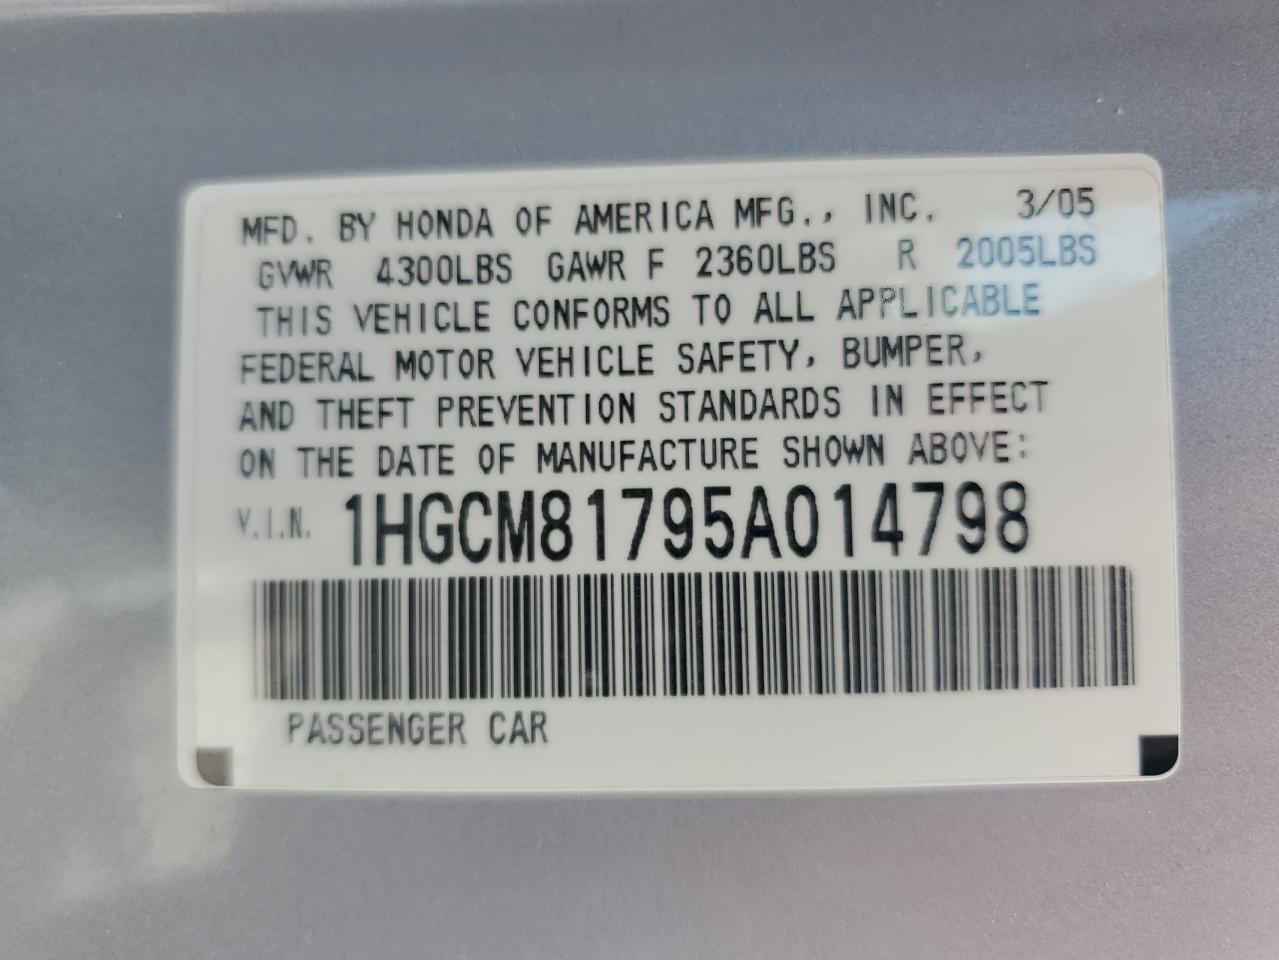 MFD. BY HONDA OF AMERICA MFG., INC. 3/05
GVWR 4300LBS GAWR F 2360LBS R 2005LBS
THIS VEHICLE CONFORMS TO ALL APPLICABLE
FEDERAL MOTOR VEHICLE SAFETY, BUMPER,
AND THEFT PREVENTION STANDARDS IN EFFECT
ON THE DATE OF MANUFACTURE SHOWN ABOVE:
V.I.N. 1HGCM81795A014798
PASSENGER CAR